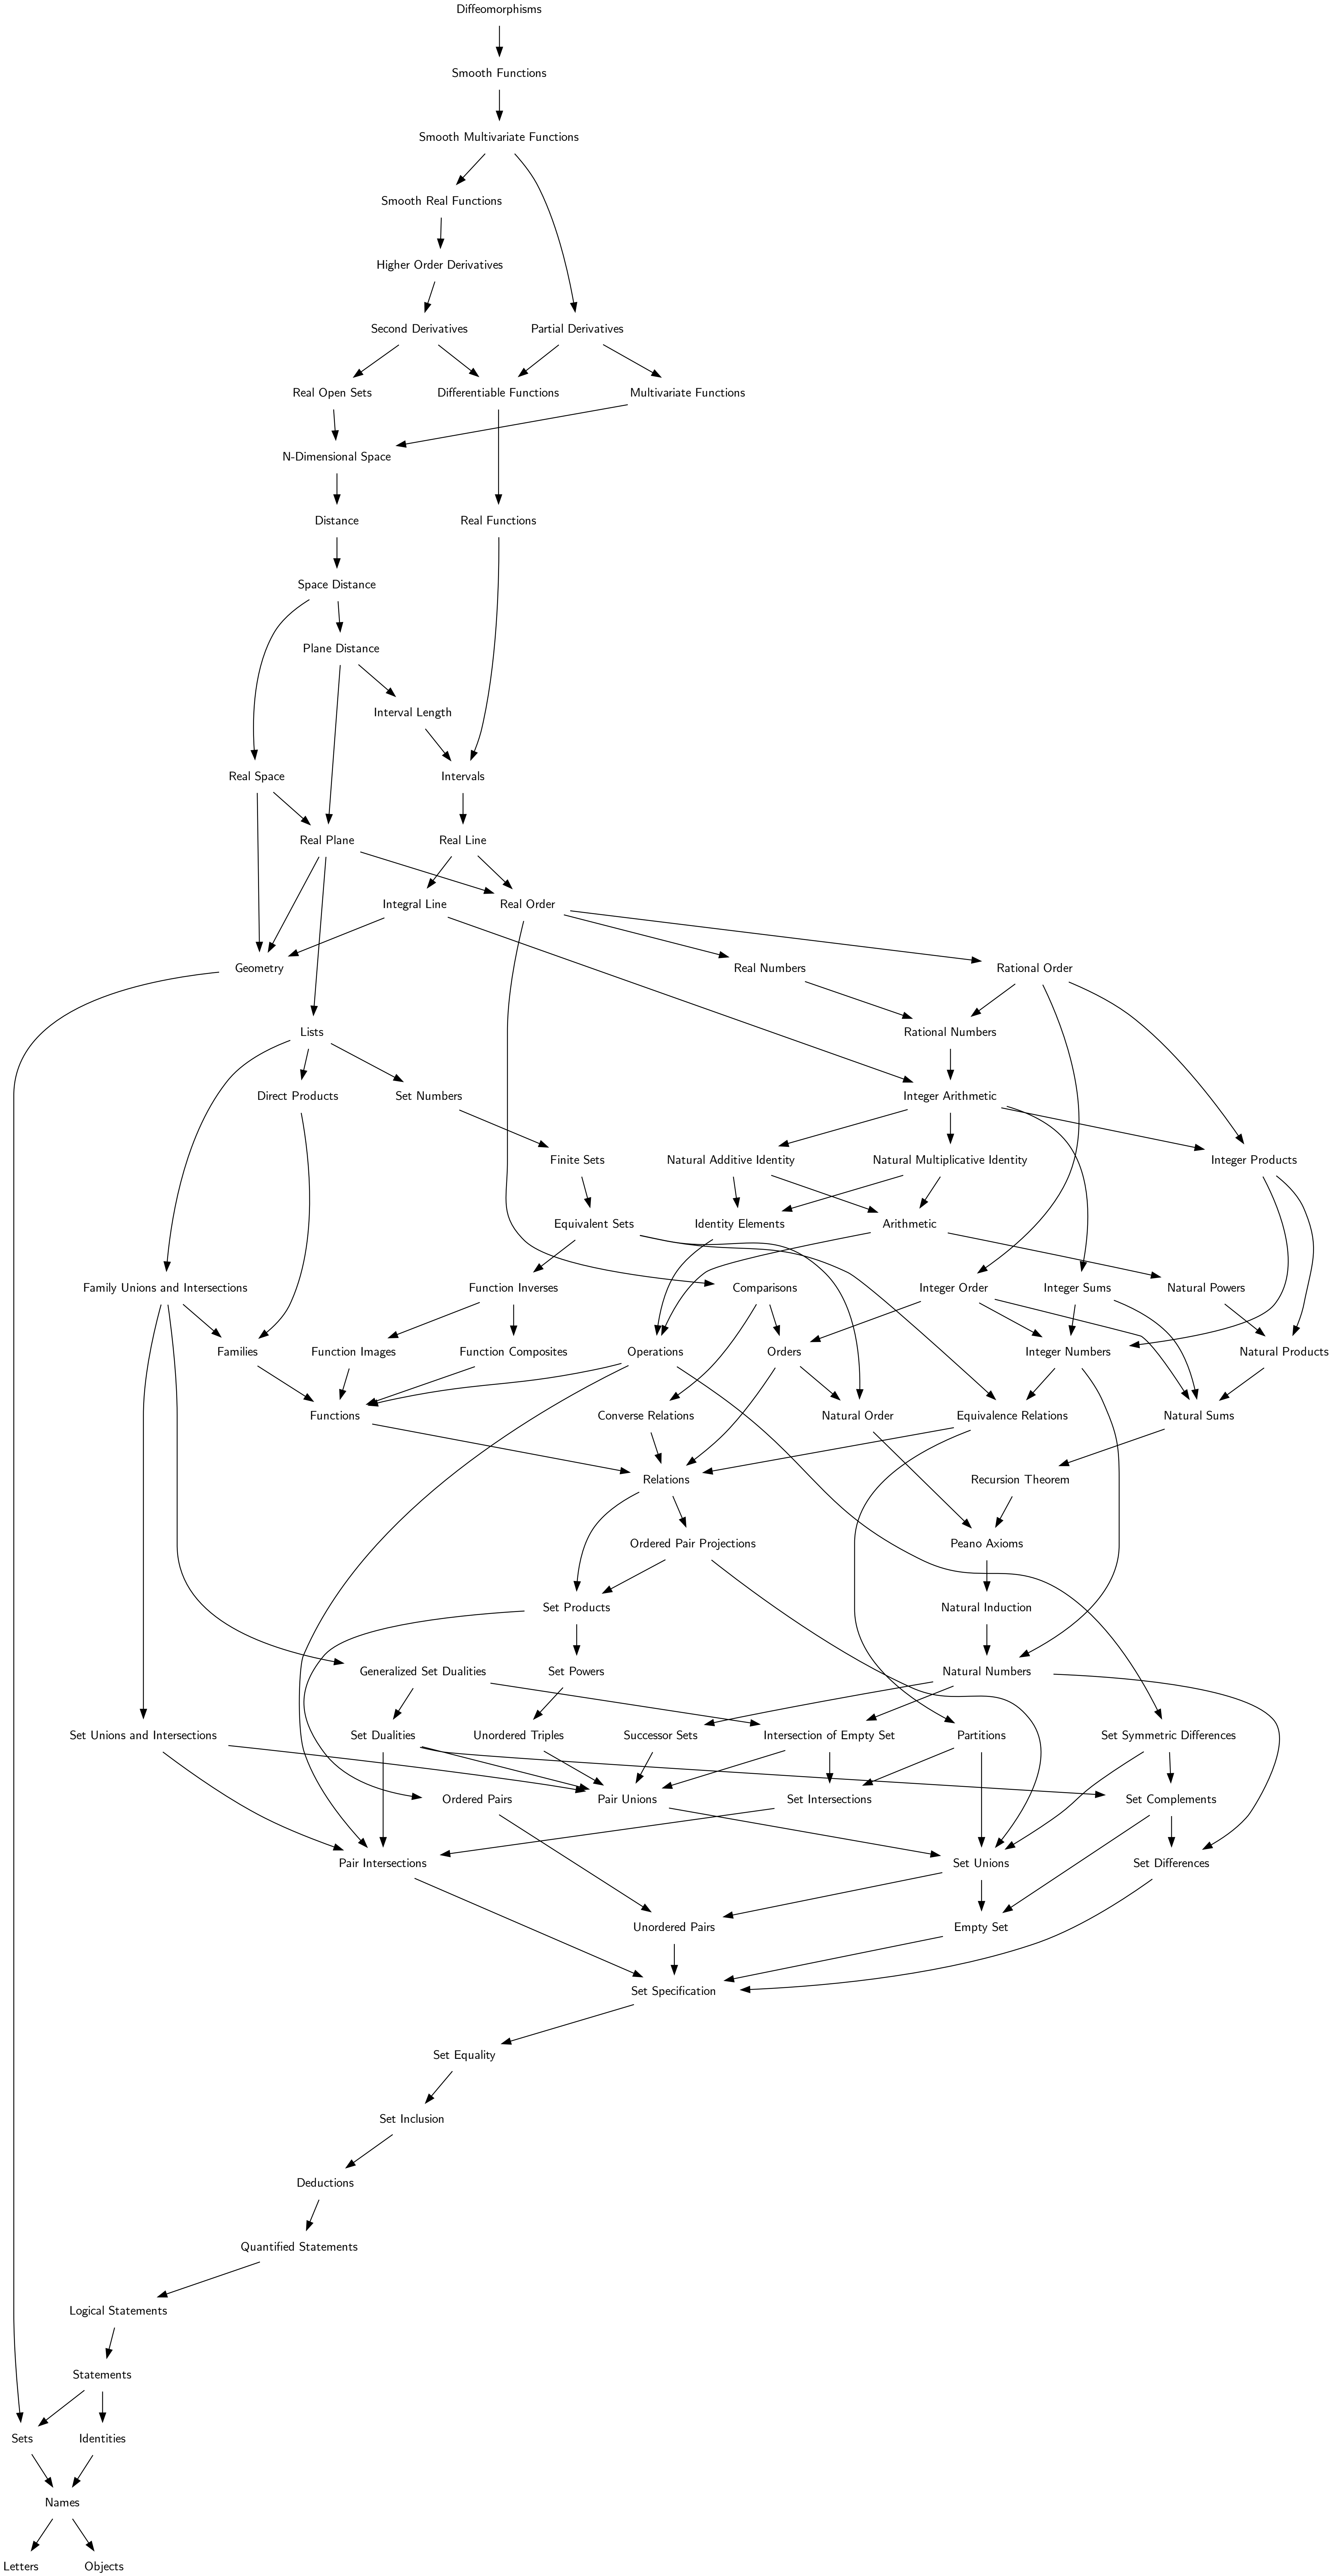 Diffeomorphisms
Smooth Functions
Smooth Multivariate Functions
Smooth Real Functions
Higher Order Derivatives
Second Derivatives
Partial Derivatives
Real Open Sets
Differentiable Functions
Multivariate Functions
N-Dimensional Space
Distance
Real Functions
Space Distance
Plane Distance
Interval Length
Real Space
Intervals
Real Plane
Real Line
Integral Line
Real Order
Geometry
Real Numbers
Rational Order
Lists
Rational Numbers
Direct Products
Set Numbers
Integer Arithmetic
Finite Sets
Natural Additive Identity
Natural Multiplicative Identity
Integer Products
Equivalent Sets
Identity Elements
Arithmetic
Family Unions and Intersections
Function Inverses
Comparisons
Integer Order
Integer Sums
Natural Powers
Families
Function Images
Function Composites
Operations
Orders
Integer Numbers
Natural Products
Functions
Converse Relations
Natural Order
Equivalence Relations
Natural Sums
Relations
Recursion Theorem
Ordered Pair Projections
Peano Axioms
Set Products
Natural Induction
Generalized Set Dualities
Set Powers
Natural Numbers
Set Unions and Intersections
Set Dualities
Unordered Triples
Successor Sets
Intersection of Empty Set
Partitions
Set Symmetric Differences
Ordered Pairs
Pair Unions
Set Intersections
Set Complements
Pair Intersections
Set Unions
Set Differences
Unordered Pairs
Empty Set
Set Specification
Set Equality
Set Inclusion
Deductions
Quantified Statements
Logical Statements
Statements
Sets
Identities
Names
Letters
Objects